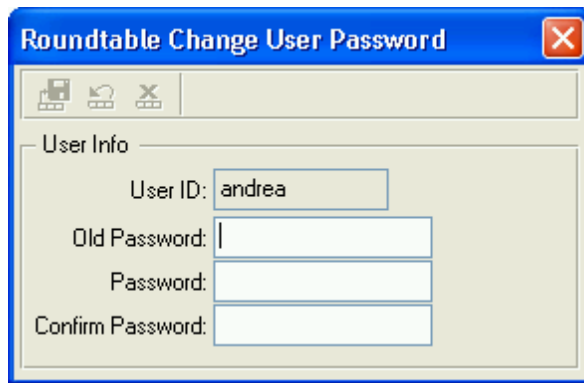 Roundtable Change User Password
User Info
User ID: andrea
Old Password:
Password:
Confirm Password: